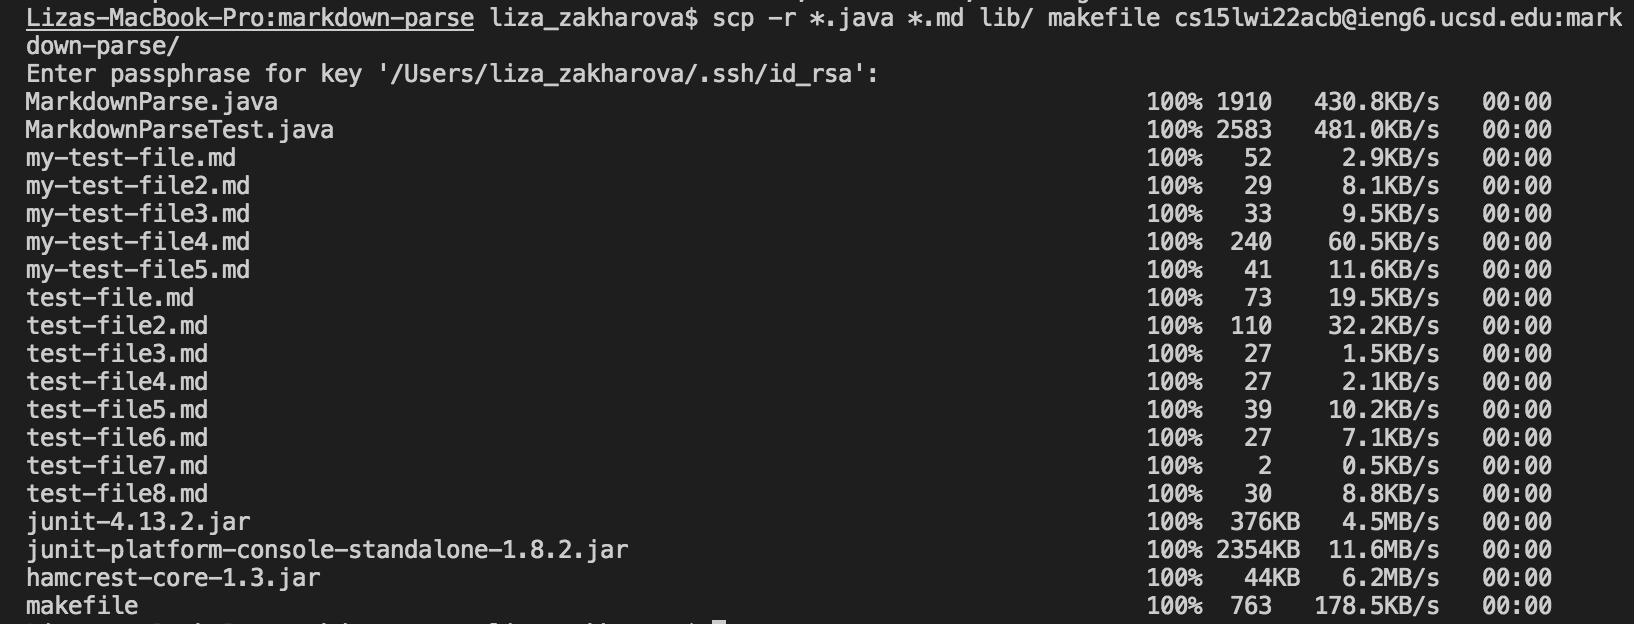 Lizas-MacBook-Pro:markdown-parse liza_zakharova$ scp -r *.java *.md lib/ makefile cs15lwi22acb@ieng6.ucsd.edu:mark
down-parse/
Enter passphrase for key '/Users/liza_zakharova/.ssh/id_rsa':
MarkdownParse.java 100% 1910 430.8KB/s 00:00
MarkdownParseTest.java 100% 2583 481.0KB/s 00:00
my-test-file.md 100% 52 2.9KB/s 00:00
my-test-file2.md 100% 29 8.1KB/s 00:00
my-test-file3.md 100% 33 9.5KB/s 00:00
my-test-file4.md 100% 240 60.5KB/s 00:00
my-test-file5.md 100% 41 11.6KB/s 00:00
test-file.md 100% 73 19.5KB/s 00:00
test-file2.md 100% 110 32.2KB/s 00:00
test-file3.md 100% 27 1.5KB/s 00:00
test-file4.md 100% 27 2.1KB/s 00:00
test-file5.md 100% 39 10.2KB/s 00:00
test-file6.md 100% 27 7.1KB/s 00:00
test-file7.md 100% 2 0.5KB/s 00:00
test-file8.md 100% 30 8.8KB/s 00:00
junit-4.13.2.jar 100% 376KB 4.5MB/s 00:00
junit-platform-console-standalone-1.8.2.jar 100% 2354KB 11.6MB/s 00:00
hamcrest-core-1.3.jar 100% 44KB 6.2MB/s 00:00
makefile 100% 763 178.5KB/s 00:00